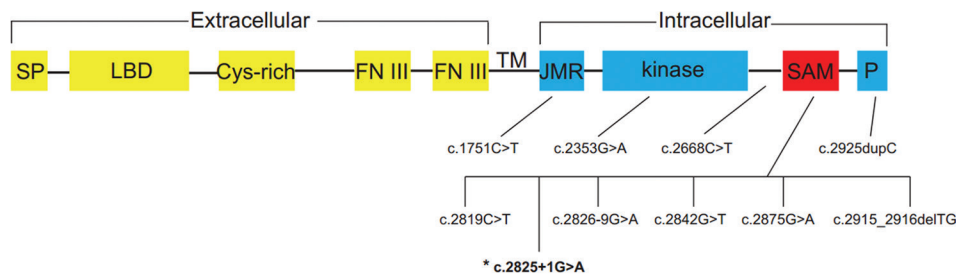 Extracellular Intracellular
TM
SP LBD Cys-rich FN III FN III JMR kinase SAM P
c.1751C>T c.2353G>A c.2668C>T c.2925dupC
c.2819C>T c.2826-9G>A c.2842G>T c.2875G>A c.2915_2916delTG
* c.2825+1G>A